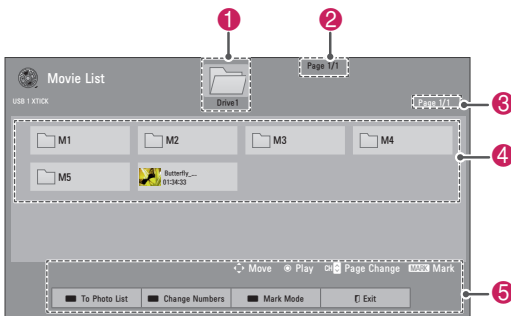 1
2
Page 1/1
Movie List
USB 1 XTICK
Drive1
Page 1/1
3
M1
M2
M3
M4
4
M5
Butterfly_...
01:34:33
Move
Play
CH Page Change
MARK Mark
To Photo List
Change Numbers
Mark Mode
Exit
5